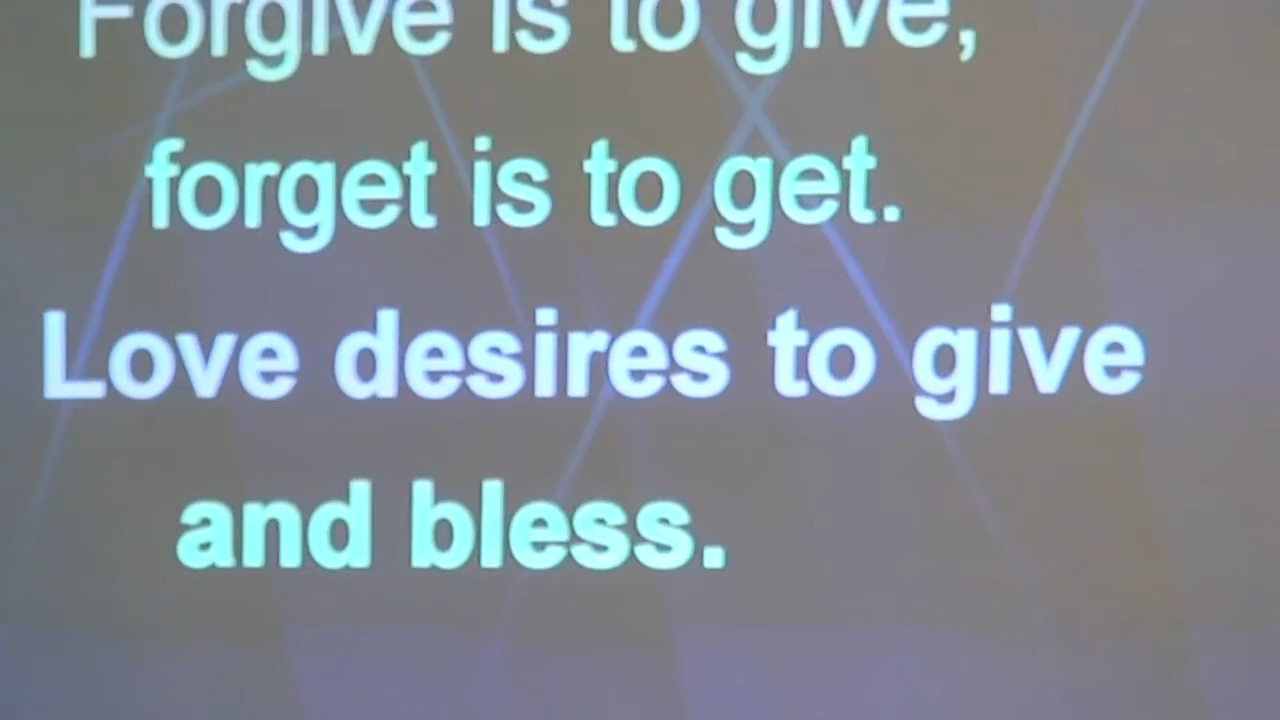 Forgive is to give,
forget is to get.
Love desires to give
and bless.